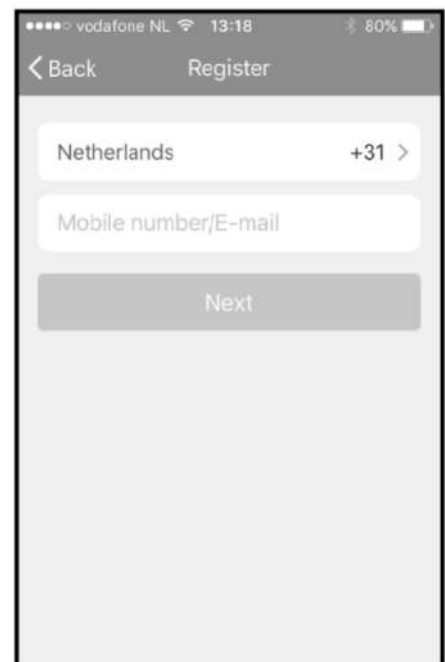 vodafone NL 13:18 80%
Back Register
Netherlands +31
Mobile number/E-mail
Next